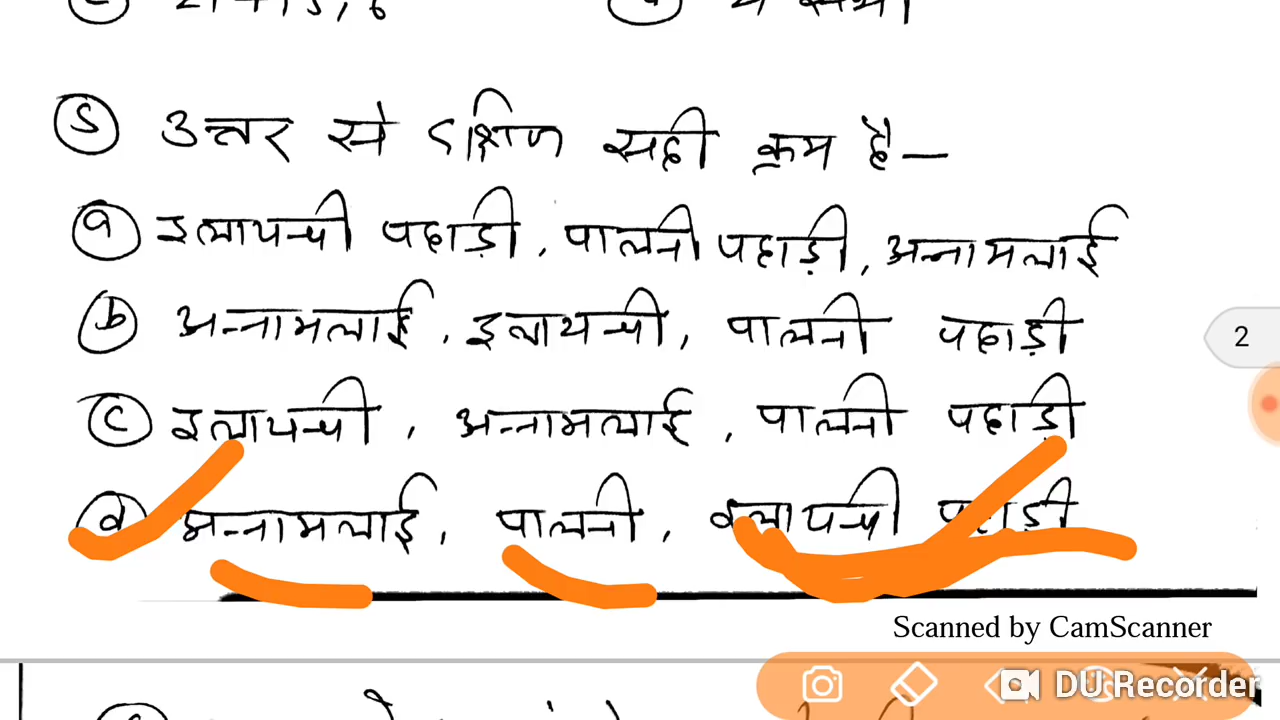 ⑤ उत्तर से दक्षिण सही क्रम है —
ⓐ इलायची पहाड़ी, पालनी पहाड़ी, अन्नामलाई
ⓑ अन्नामलाई, इलायची, पालनी पहाड़ी
2
ⓒ इलायची, अन्नामलाई, पालनी पहाड़ी
ⓓ अन्नामलाई, पालनी, इलायची पहाड़ी
Scanned by CamScanner
DU Recorder